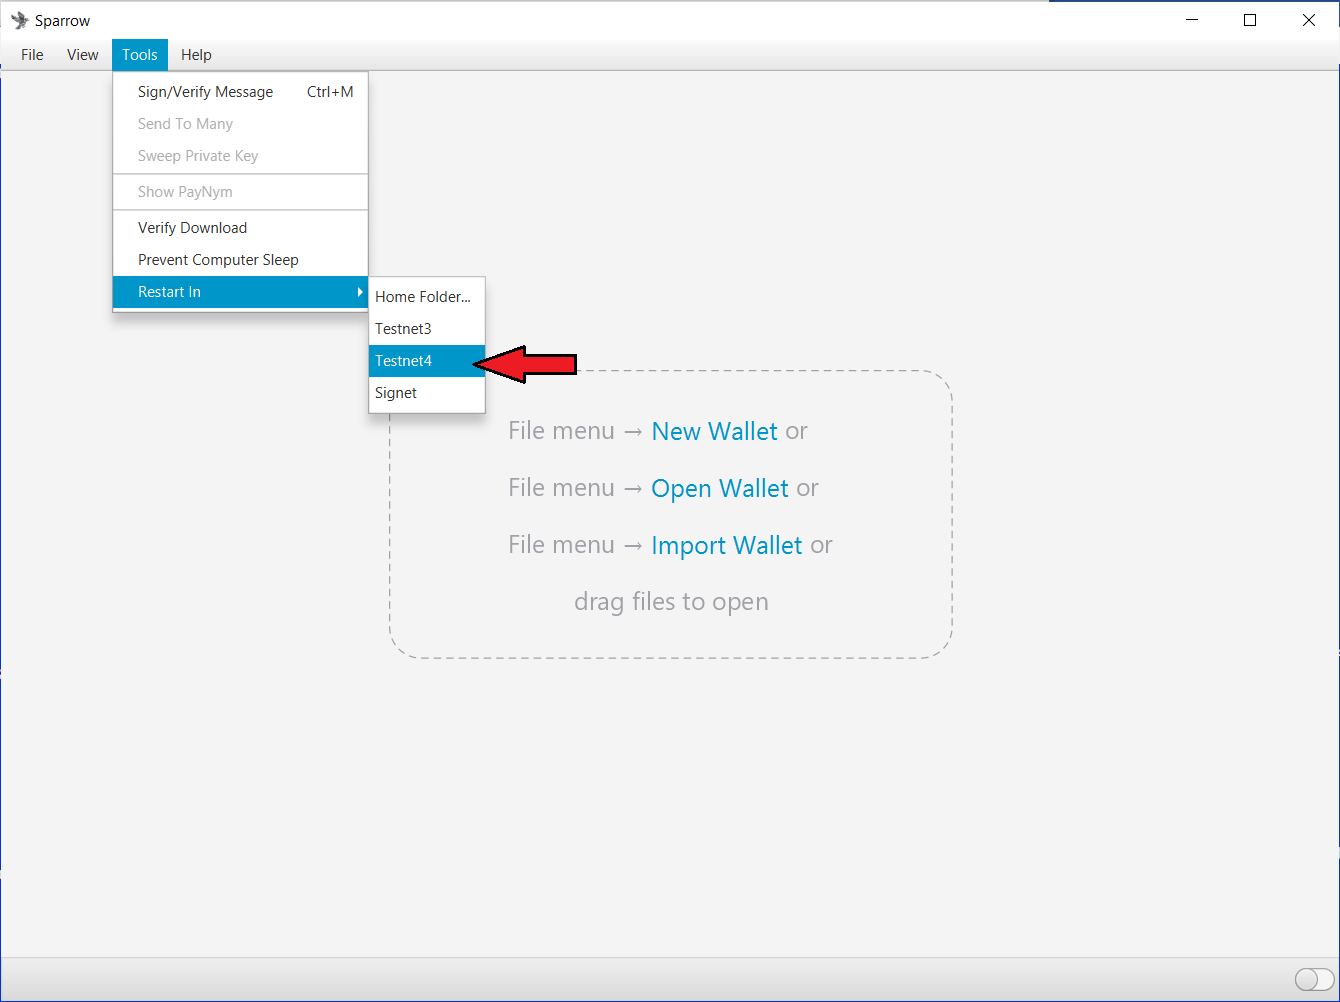 Sparrow
File View Tools Help
Sign/Verify Message Ctrl+M
Send To Many
Sweep Private Key
Show PayNym
Verify Download
Prevent Computer Sleep
Restart In
Home Folder...
Testnet3
Testnet4
Signet
File menu → New Wallet or
File menu → Open Wallet or
File menu → Import Wallet or
drag files to open